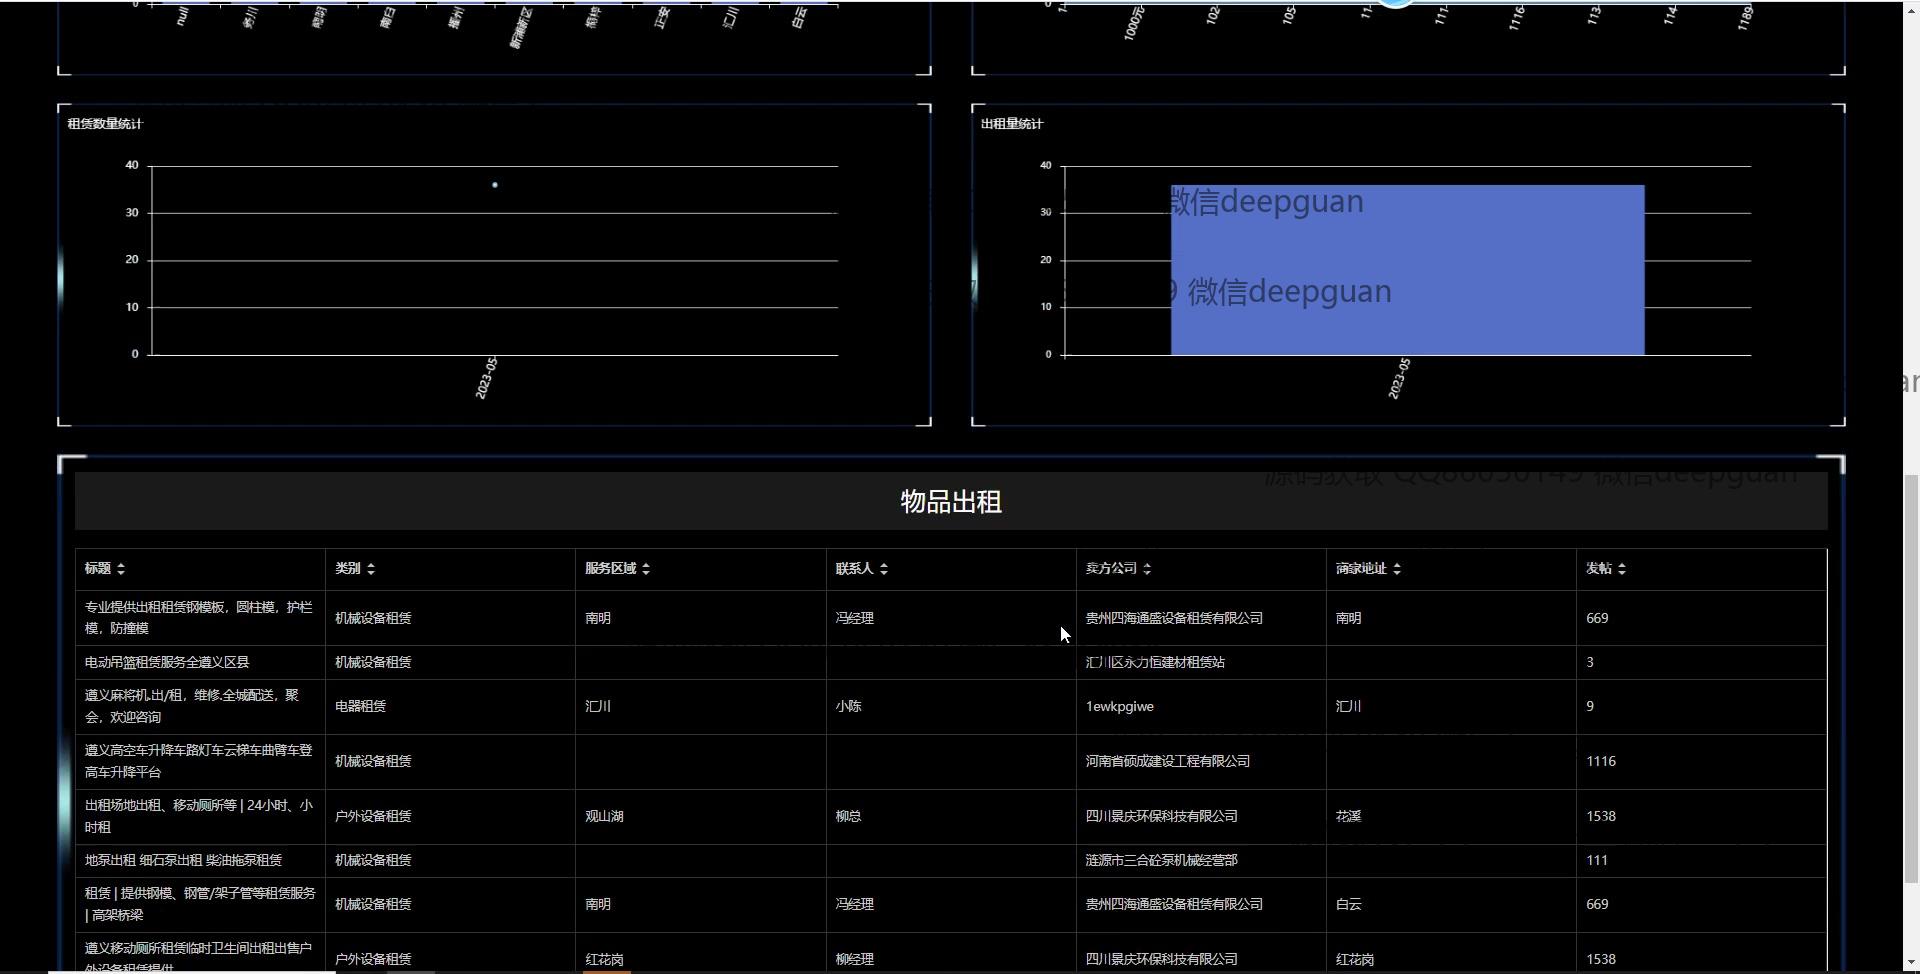 0
null
南白
播州
新蒲新区
正安
汇川
白云
0
1000元
102
105
111
1116
113
114
1189
租赁数量统计
40
30
20
10
0
2023-05
出租量统计
40
30
20
10
0
2023-05
微信deepguan
9 微信deepguan
源码获取 QQ86050149 微信deepguan
物品出租
标题 类别 服务区域 联系人 卖方公司 商家地址 发帖
专业提供出租租赁钢模板，圆柱模，护栏
模，防撞模
机械设备租赁 南明 冯经理 贵州四海通盛设备租赁有限公司 南明 669
电动吊篮租赁服务全遵义区县 机械设备租赁 汇川区永力恒建材租赁站 3
遵义麻将机.出/租，维修.全城配送，聚
会，欢迎咨询
电器租赁 汇川 小陈 1ewkpgiwe 汇川 9
遵义高空车升降车路灯车云梯车曲臂车登
高车升降平台
机械设备租赁 河南省硕成建设工程有限公司 1116
出租场地出租、移动厕所等 | 24小时、小
时租
户外设备租赁 观山湖 柳总 四川景庆环保科技有限公司 花溪 1538
地泵出租 细石泵出租 柴油拖泵租赁 机械设备租赁 涟源市三合砼泵机械经营部 111
租赁 | 提供钢模、钢管/架子管等租赁服务
| 高架桥梁
机械设备租赁 南明 冯经理 贵州四海通盛设备租赁有限公司 白云 669
遵义移动厕所租赁临时卫生间出租出售户
外设备租赁提供
户外设备租赁 红花岗 柳经理 四川景庆环保科技有限公司 红花岗 1538